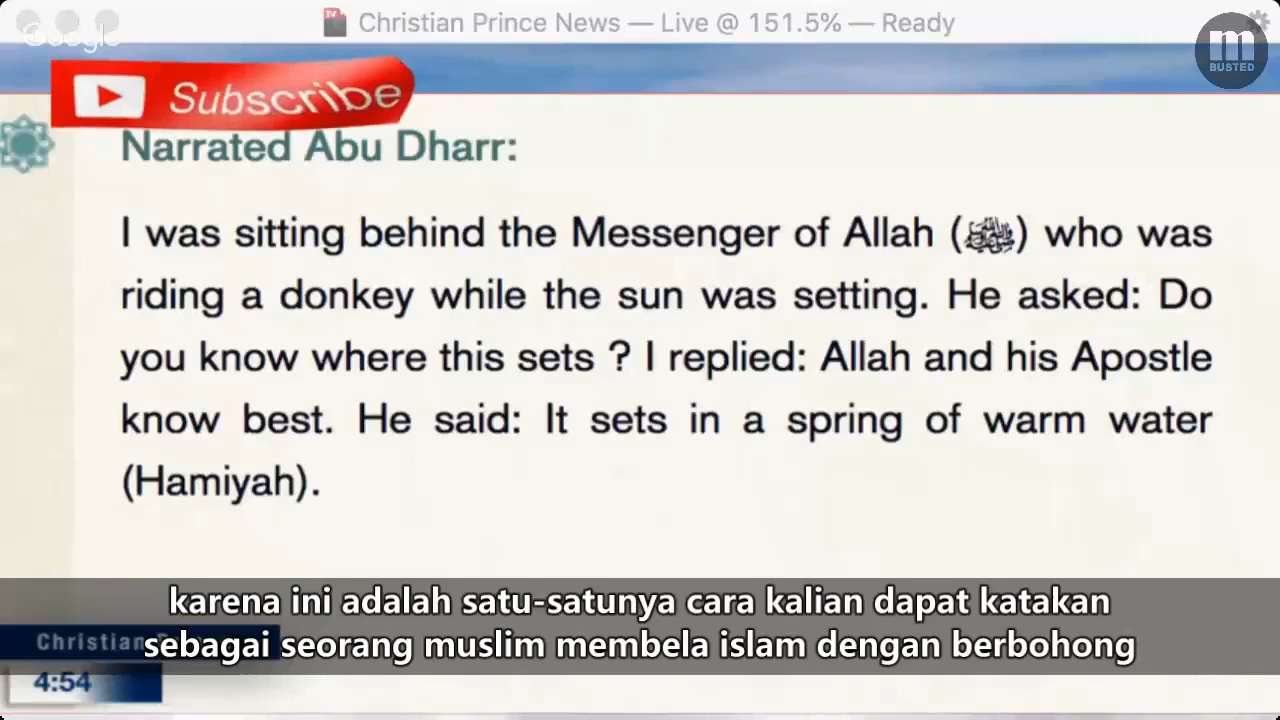 Christian Prince News — Live @ 151.5% — Ready
Google
m
BUSTED
Subscribe
Narrated Abu Dharr:
I was sitting behind the Messenger of Allah (ﷺ) who was
riding a donkey while the sun was setting. He asked: Do
you know where this sets ? I replied: Allah and his Apostle
know best. He said: It sets in a spring of warm water
(Hamiyah).
karena ini adalah satu-satunya cara kalian dapat katakan
sebagai seorang muslim membela islam dengan berbohong
Christian
4:54